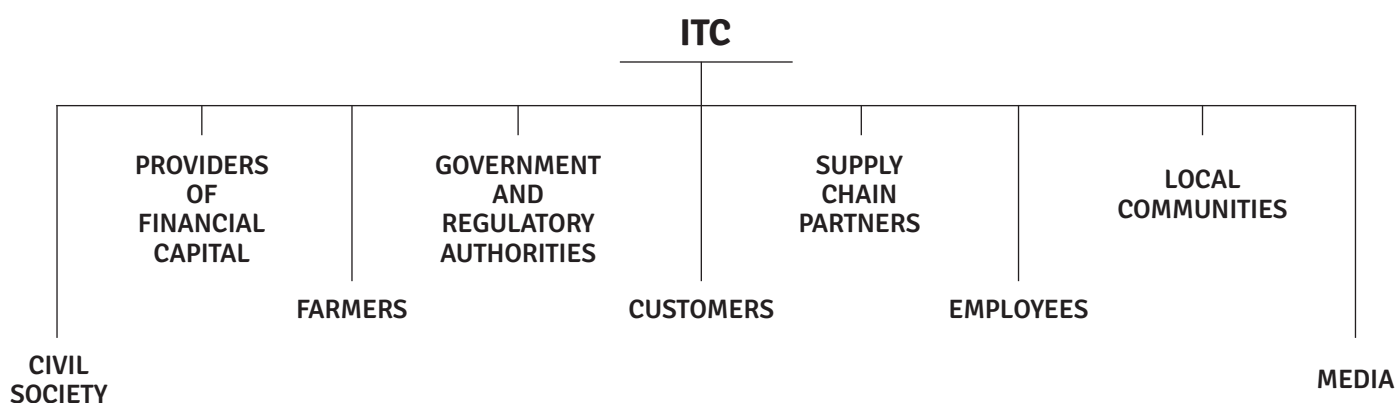 ITC
PROVIDERS
OF
FINANCIAL
CAPITAL
GOVERNMENT
AND
REGULATORY
AUTHORITIES
SUPPLY
CHAIN
PARTNERS
LOCAL
COMMUNITIES
FARMERS
CUSTOMERS
EMPLOYEES
CIVIL
SOCIETY
MEDIA